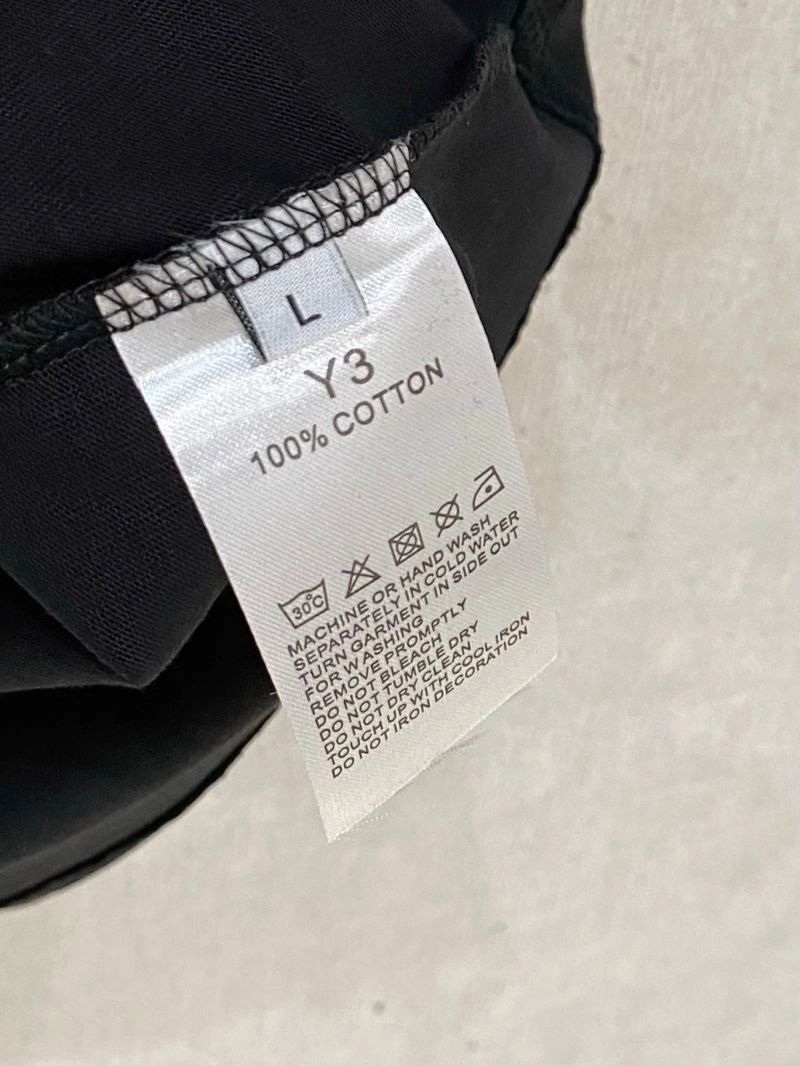 L
Y3
100% COTTON
30°C
MACHINE OR HAND WASH
SEPARATELY IN COLD WATER
TURN GARMENT IN SIDE OUT
FOR WASHING
REMOVE PROMPTLY
DO NOT BLEACH
DO NOT TUMBLE DRY
DO NOT DRY CLEAN
TOUCH UP WITH COOL IRON
DO NOT IRON DECORATION